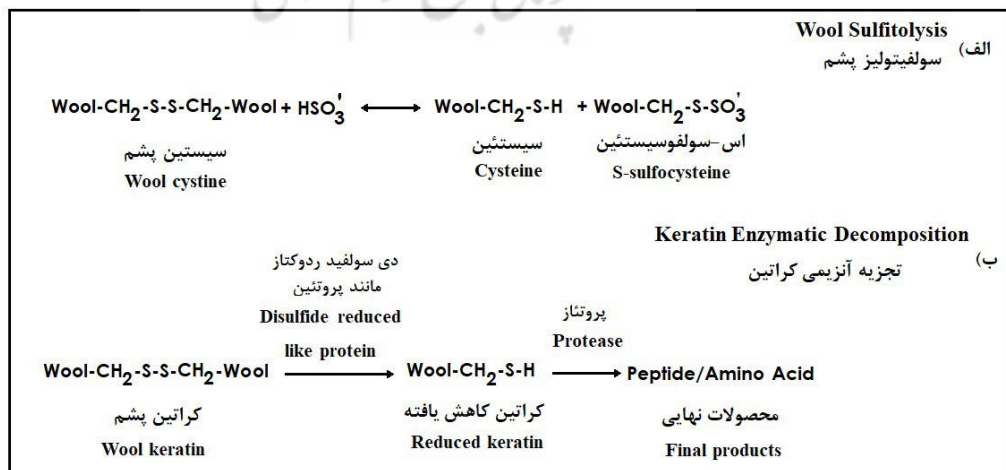 Wool Sulfitolysis
الف) سولفیتولیز پشم
Wool-CH2-S-S-CH2-Wool + HSO3' ⟷ Wool-CH2-S-H + Wool-CH2-S-SO3'
سیستین پشم
Wool cystine
سیستئین
Cysteine
اس-سولفوسیستئین
S-sulfocysteine
Keratin Enzymatic Decomposition
ب) تجزیه آنزیمی کراتین
دی سولفید ردوکتاز
مانند پروتئین
Disulfide reduced
like protein
پروتئاز
Protease
Wool-CH2-S-S-CH2-Wool ⟶ Wool-CH2-S-H ⟶ Peptide/Amino Acid
کراتین پشم
Wool keratin
کراتین کاهش یافته
Reduced keratin
محصولات نهایی
Final products